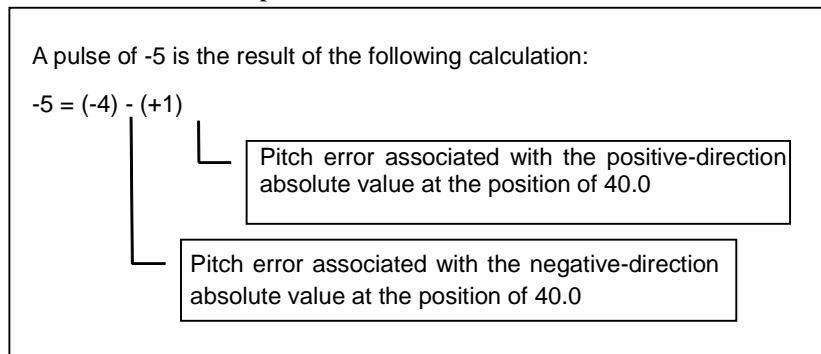 A pulse of -5 is the result of the following calculation:
-5 = (-4) - (+1)
Pitch error associated with the positive-direction
absolute value at the position of 40.0
Pitch error associated with the negative-direction
absolute value at the position of 40.0